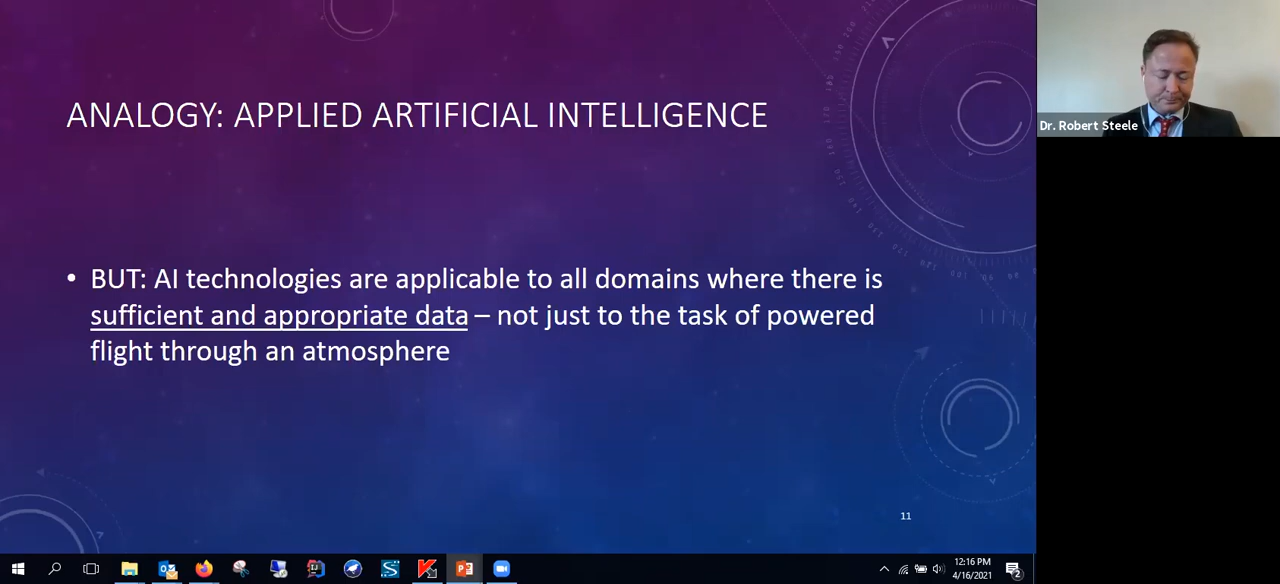 ANALOGY: APPLIED ARTIFICIAL INTELLIGENCE
Dr. Robert Steele
• BUT: AI technologies are applicable to all domains where there is
sufficient and appropriate data – not just to the task of powered
flight through an atmosphere
11
12:16 PM
4/16/2021
2